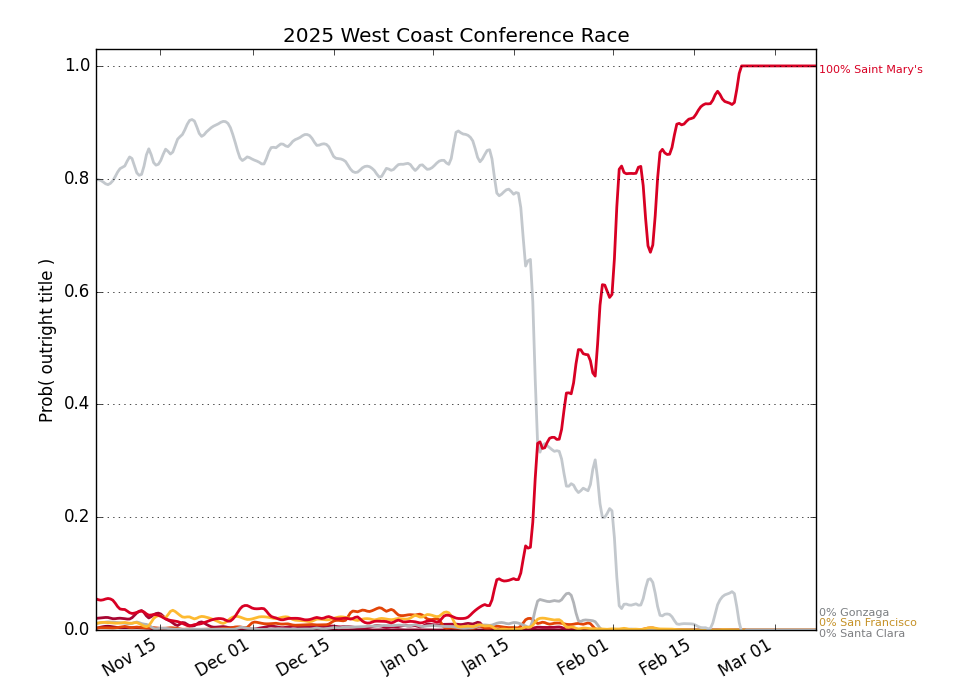 2025 West Coast Conference Race
1.0
100% Saint Mary's
0.8
0.6
Prob( outright title )
0.4
0.2
0% Gonzaga
0% San Francisco
0.0
0% Santa Clara
Nov 15
Dec 01
Dec 15
Jan 01
Jan 15
Feb 01
Feb 15
Mar 01